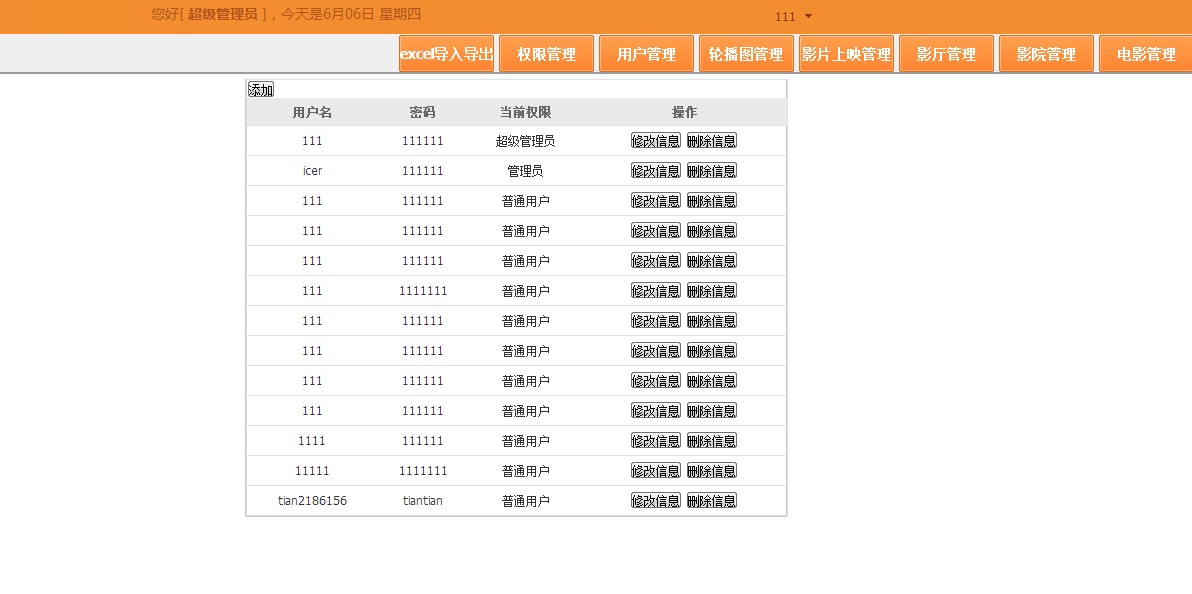 您好[ 超级管理员 ]，今天是6月06日 星期四 111
excel导入导出 权限管理 用户管理 轮播图管理 影片上映管理 影厅管理 影院管理 电影管理
添加
用户名 密码 当前权限 操作
111 111111 超级管理员 修改信息 删除信息
icer 111111 管理员 修改信息 删除信息
111 111111 普通用户 修改信息 删除信息
111 111111 普通用户 修改信息 删除信息
111 111111 普通用户 修改信息 删除信息
111 1111111 普通用户 修改信息 删除信息
111 111111 普通用户 修改信息 删除信息
111 111111 普通用户 修改信息 删除信息
111 111111 普通用户 修改信息 删除信息
111 111111 普通用户 修改信息 删除信息
1111 111111 普通用户 修改信息 删除信息
11111 1111111 普通用户 修改信息 删除信息
tian2186156 tiantian 普通用户 修改信息 删除信息